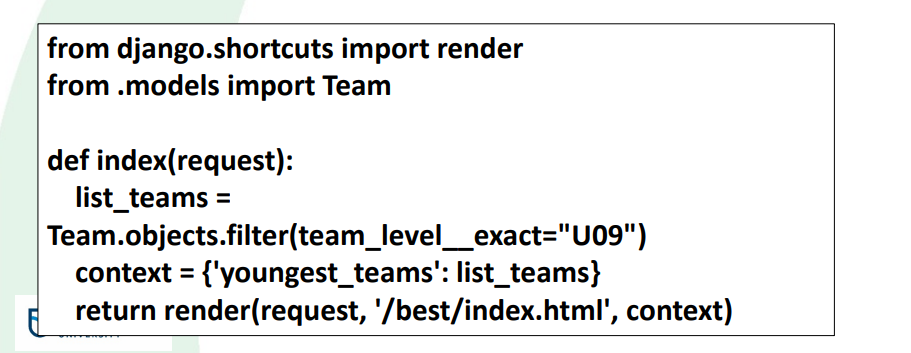 from django.shortcuts import render
from .models import Team
def index(request):
list_teams =
Team.objects.filter(team_level__exact="U09")
context = {'youngest_teams': list_teams}
return render(request, '/best/index.html', context)